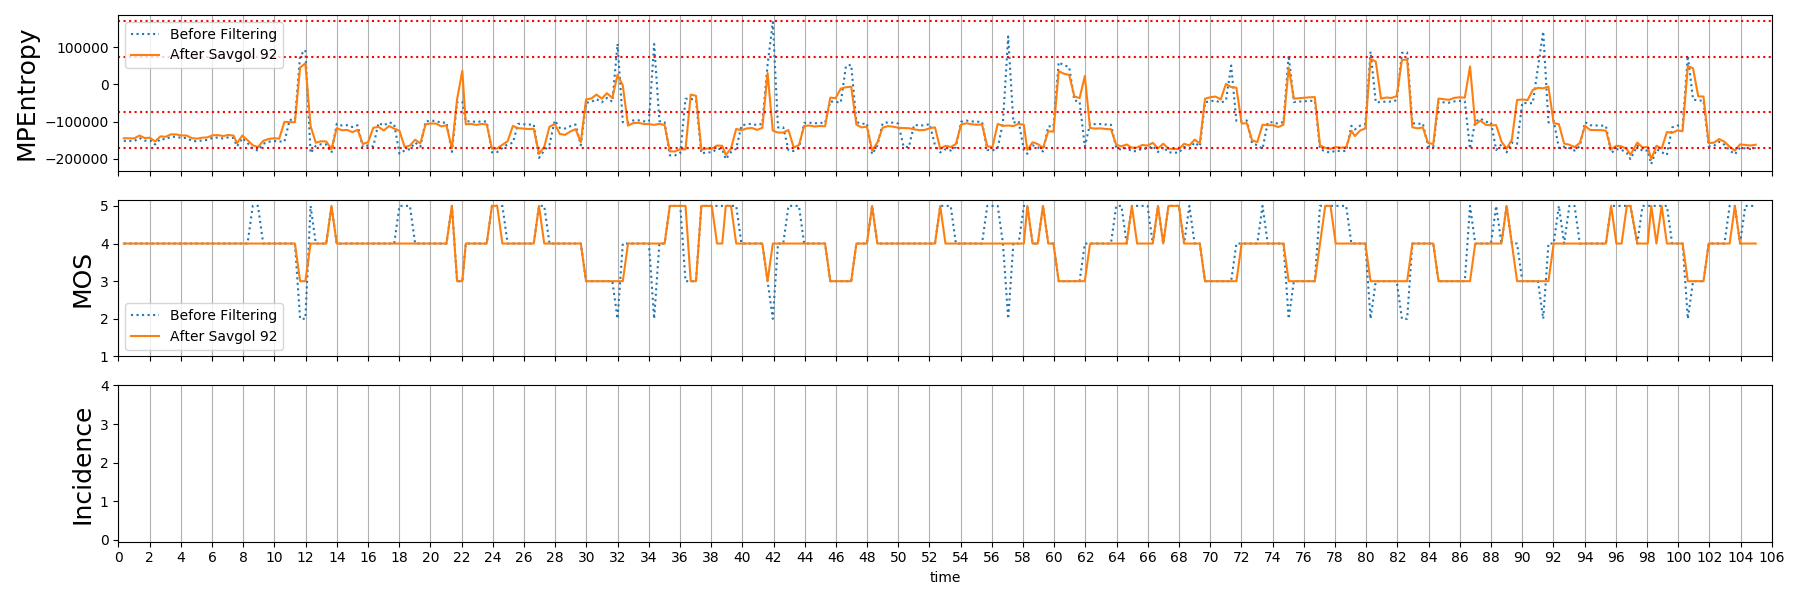 MPEntropy
100000
0
−100000
−200000
Before Filtering
After Savgol 92
MOS
5
4
3
2
1
Before Filtering
After Savgol 92
Incidence
4
3
2
1
0
0 2 4 6 8 10 12 14 16 18 20 22 24 26 28 30 32 34 36 38 40 42 44 46 48 50 52 54 56 58 60 62 64 66 68 70 72 74 76 78 80 82 84 86 88 90 92 94 96 98 100 102 104 106
time